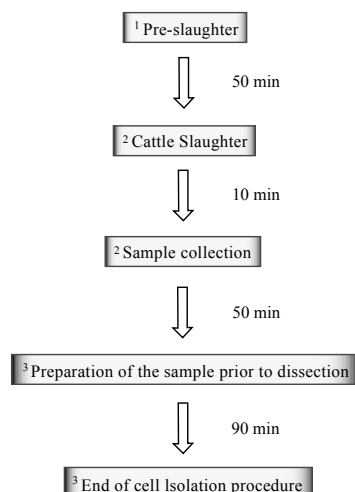 ¹ Pre-slaughter
50 min
² Cattle Slaughter
10 min
² Sample collection
50 min
³ Preparation of the sample prior to dissection
90 min
³ End of cell lsolation procedure